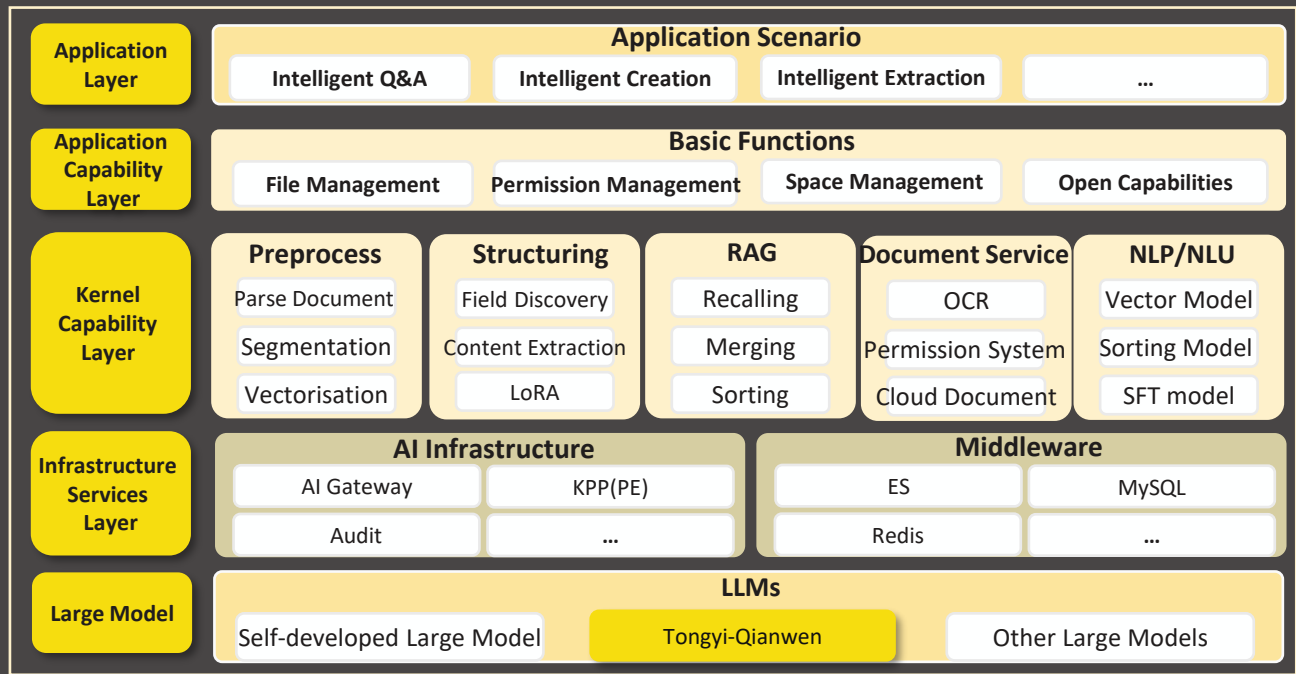 Application
Layer
Application Scenario
Intelligent Q&A
Intelligent Creation
Intelligent Extraction
...
Application
Capability
Layer
Basic Functions
File Management
Permission Management
Space Management
Open Capabilities
Kernel
Capability
Layer
Preprocess
Parse Document
Segmentation
Vectorisation
Structuring
Field Discovery
Content Extraction
LoRA
RAG
Recalling
Merging
Sorting
Document Service
OCR
Permission System
Cloud Document
NLP/NLU
Vector Model
Sorting Model
SFT model
Infrastructure
Services
Layer
AI Infrastructure
AI Gateway
KPP(PE)
Audit
...
Middleware
ES
MySQL
Redis
...
Large Model
LLMs
Self-developed Large Model
Tongyi-Qianwen
Other Large Models